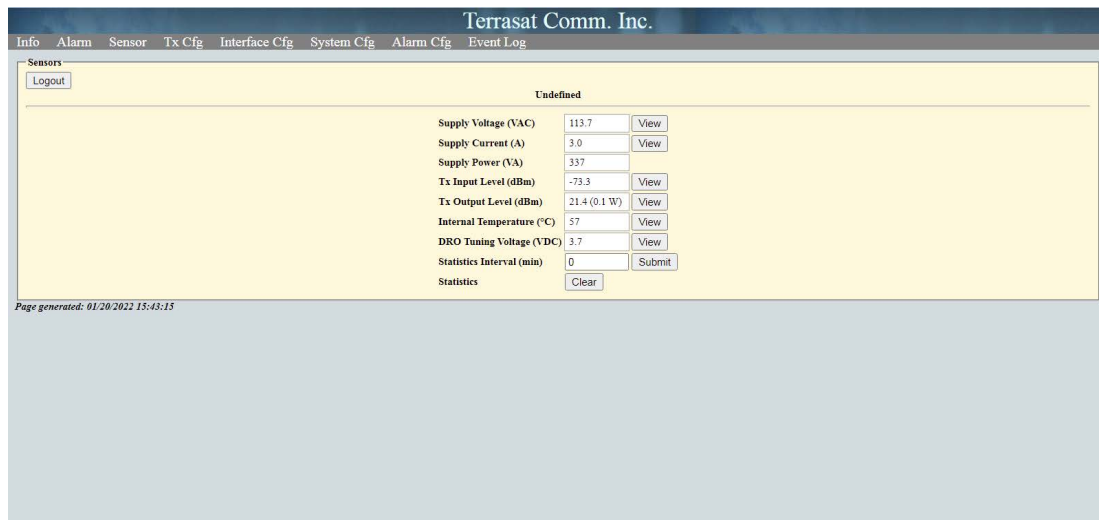 Terrasat Comm. Inc.
Info Alarm Sensor Tx Cfg Interface Cfg System Cfg Alarm Cfg Event Log
Sensors
Logout
Undefined
Supply Voltage (VAC) 113.7 View
Supply Current (A) 3.0 View
Supply Power (VA) 337
Tx Input Level (dBm) -73.3 View
Tx Output Level (dBm) 21.4 (0.1 W) View
Internal Temperature (°C) 57 View
DRO Tuning Voltage (VDC) 3.7 View
Statistics Interval (min) 0 Submit
Statistics Clear
Page generated: 01/20/2022 15:43:15